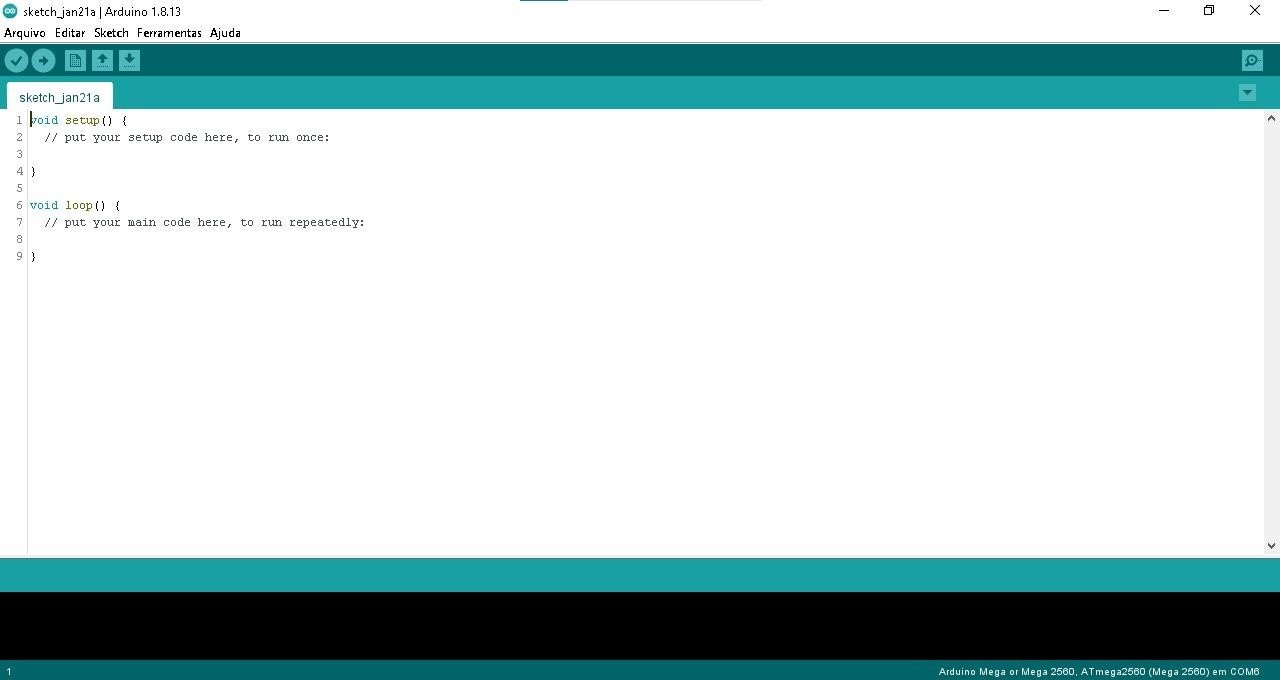 sketch_jan21a | Arduino 1.8.13
Arquivo Editar Sketch Ferramentas Ajuda
sketch_jan21a
1 void setup() {
2 // put your setup code here, to run once:
3
4 }
5
6 void loop() {
7 // put your main code here, to run repeatedly:
8
9 }
1 Arduino Mega or Mega 2560, ATmega2560 (Mega 2560) em COM6